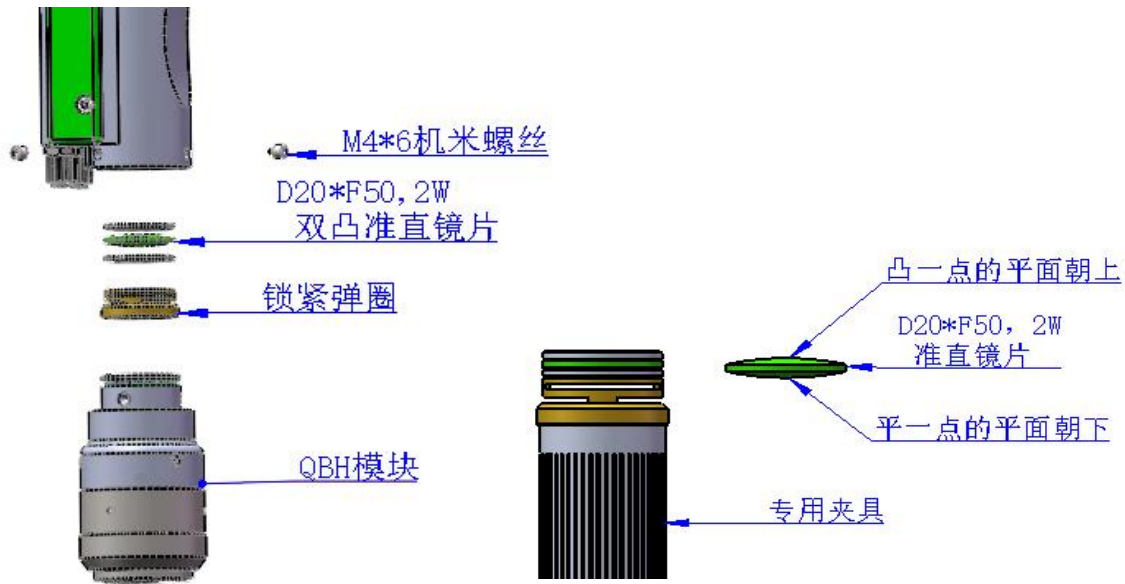 M4*6机米螺丝
D20*F50,2W
双凸准直镜片
锁紧弹圈
QBH模块
凸一点的平面朝上
D20*F50, 2W
准直镜片
平一点的平面朝下
专用夹具